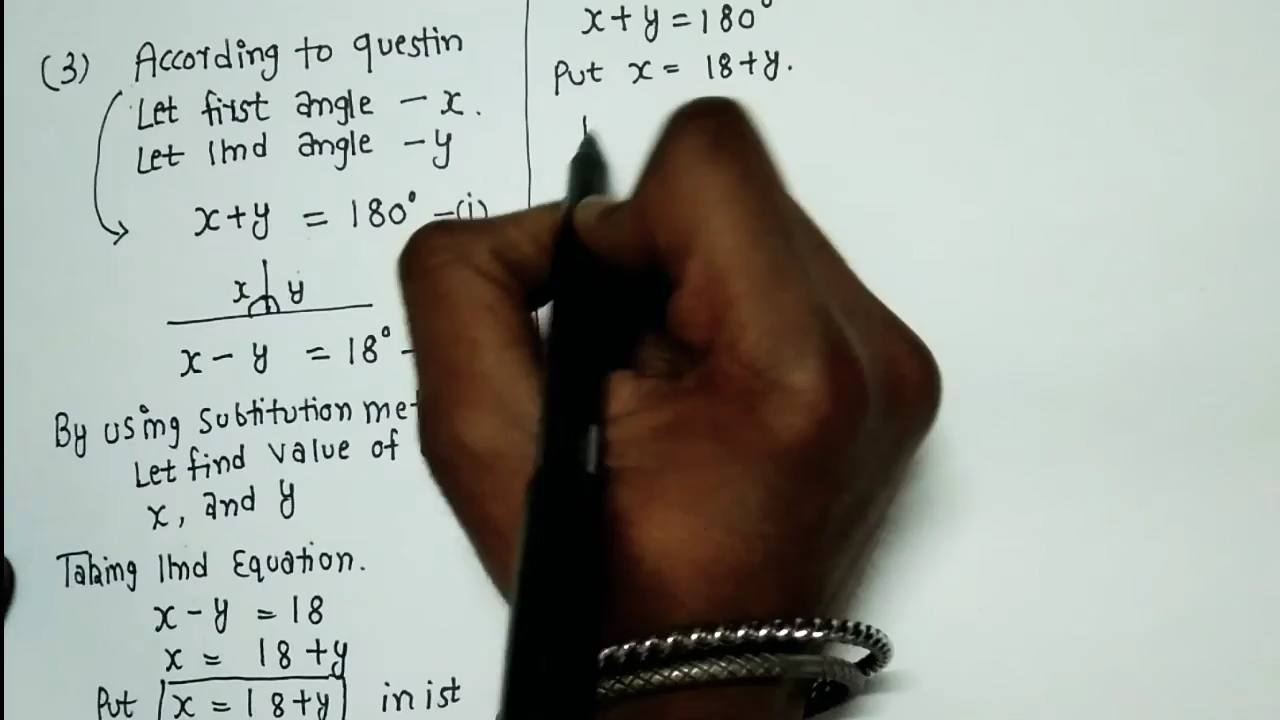 (3) According to questin
Let first angle - x.
Let IInd angle - y
x + y = 180° - (i)
x y
x - y = 18° -
By using subtitution met
Let find value of
x, and y
Taking IInd Equation.
x - y = 18
x = 18 + y
Put x = 18 + y in ist
x + y = 180°
Put x = 18 + y.